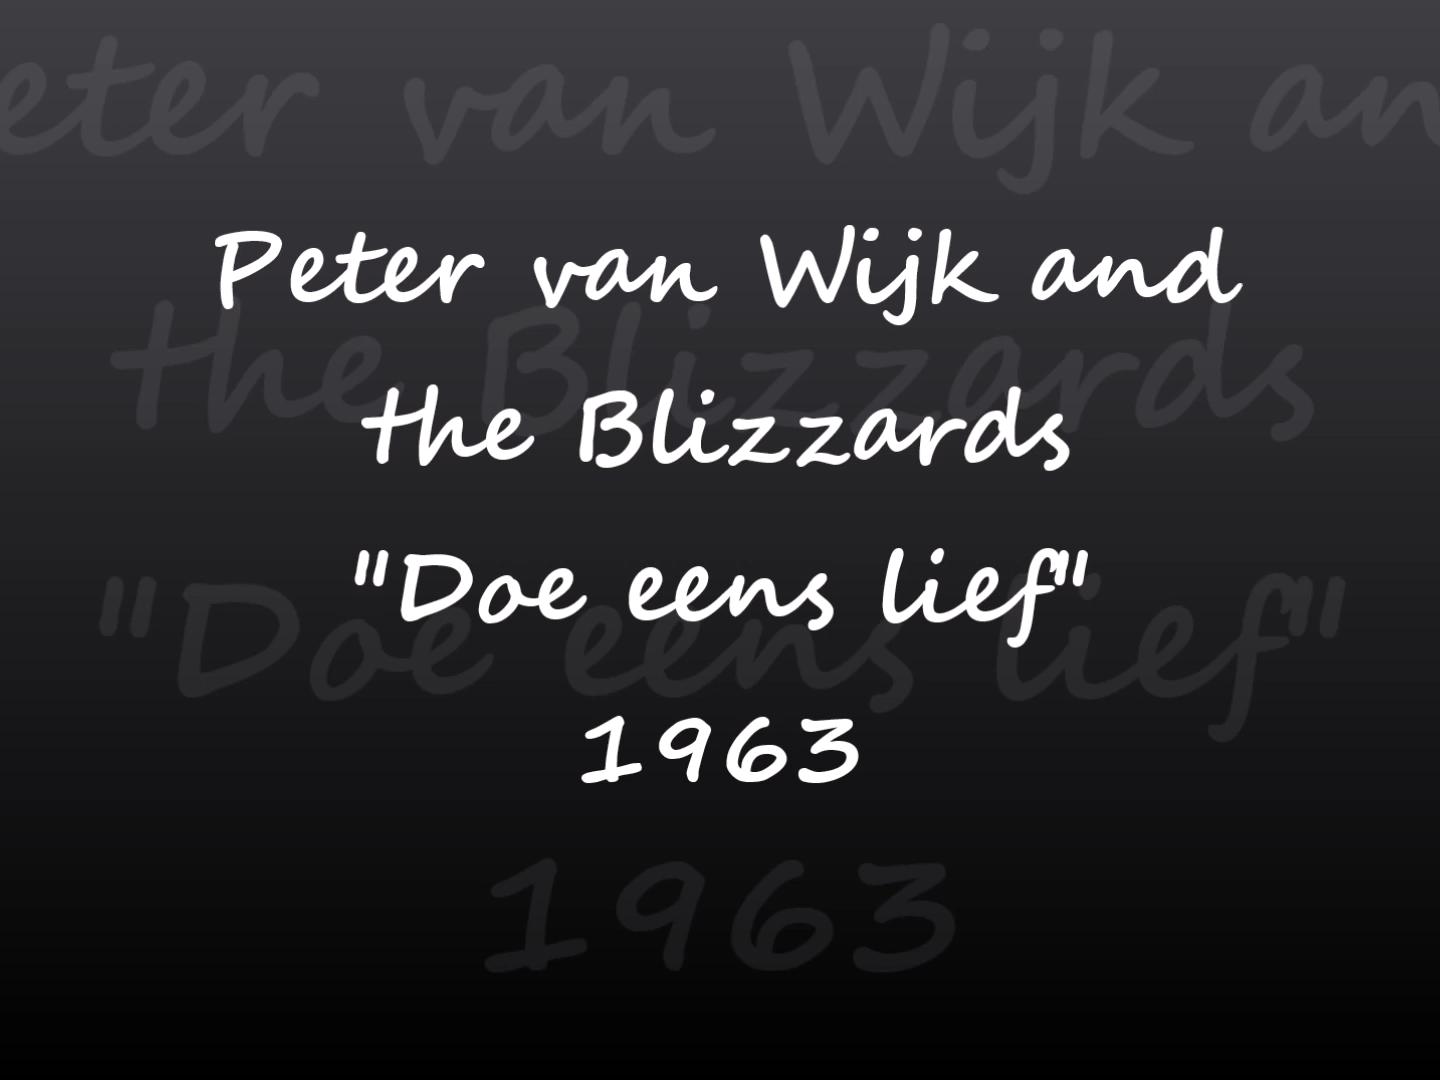 Peter van Wijk and
the Blizzards
"Doe eens lief"
1963